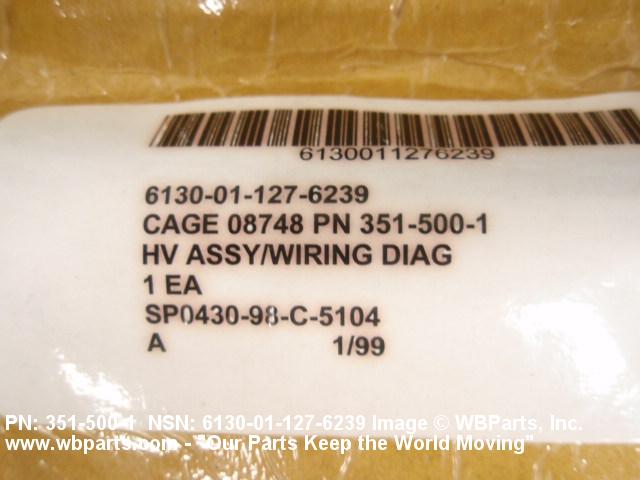 6130011276239
6130-01-127-6239
CAGE 08748 PN 351-500-1
HV ASSY/WIRING DIAG
1 EA
SP0430-98-C-5104
A 1/99
PN: 351-500-1 NSN: 6130-01-127-6239 Image © WBParts, Inc.
www.wbparts.com - "Our Parts Keep the World Moving"